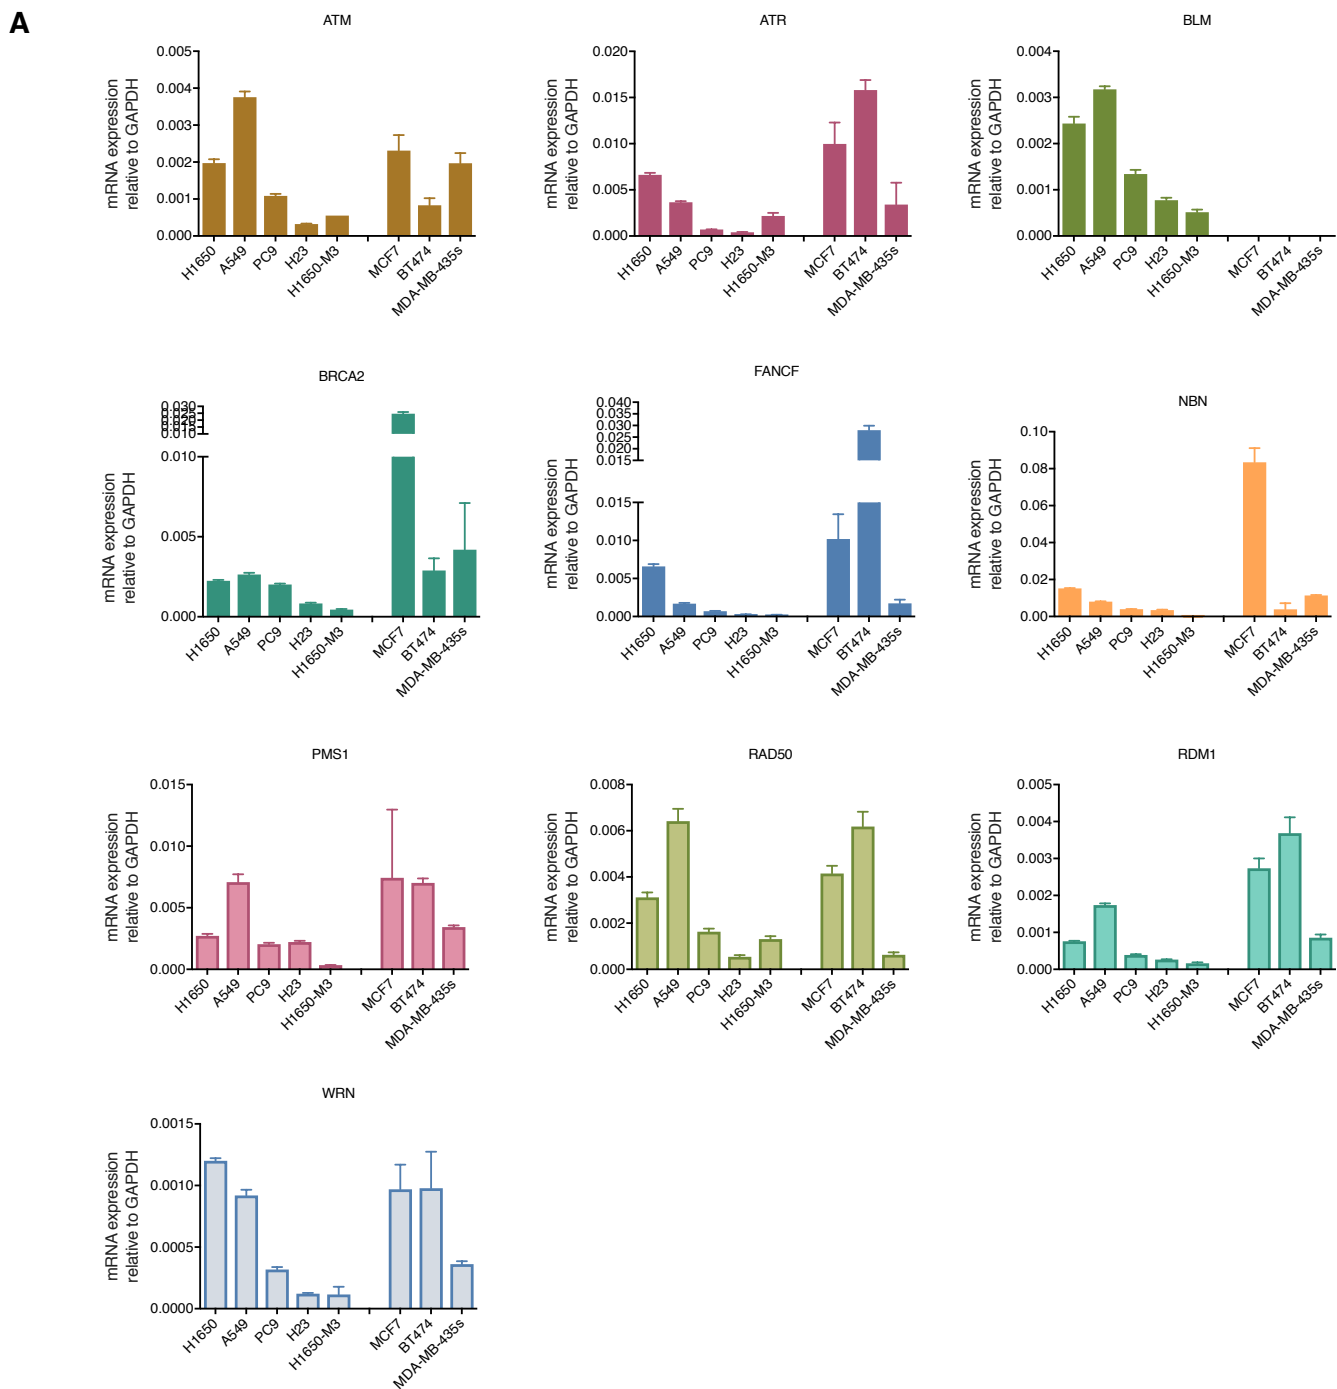 A
ATM
mRNA expression
relative to GAPDH
0.005
0.004
0.003
0.002
0.001
0.000
H1650
A549
PC9
H23
H1650-M3
MCF7
BT474
MDA-MB-435s
ATR
mRNA expression
relative to GAPDH
0.020
0.015
0.010
0.005
0.000
H1650
A549
PC9
H23
H1650-M3
MCF7
BT474
MDA-MB-435s
BLM
mRNA expression
relative to GAPDH
0.004
0.003
0.002
0.001
0.000
H1650
A549
PC9
H23
H1650-M3
MCF7
BT474
MDA-MB-435s
BRCA2
mRNA expression
relative to GAPDH
0.030
0.025
0.020
0.015
0.010
0.010
0.005
0.000
H1650
A549
PC9
H23
H1650-M3
MCF7
BT474
MDA-MB-435s
FANCF
mRNA expression
relative to GAPDH
0.040
0.035
0.030
0.025
0.020
0.015
0.015
0.010
0.005
0.000
H1650
A549
PC9
H23
H1650-M3
MCF7
BT474
MDA-MB-435s
NBN
mRNA expression
relative to GAPDH
0.10
0.08
0.06
0.04
0.02
0.00
H1650
A549
PC9
H23
H1650-M3
MCF7
BT474
MDA-MB-435s
PMS1
mRNA expression
relative to GAPDH
0.015
0.010
0.005
0.000
H1650
A549
PC9
H23
H1650-M3
MCF7
BT474
MDA-MB-435s
RAD50
mRNA expression
relative to GAPDH
0.008
0.006
0.004
0.002
0.000
H1650
A549
PC9
H23
H1650-M3
MCF7
BT474
MDA-MB-435s
RDM1
mRNA expression
relative to GAPDH
0.005
0.004
0.003
0.002
0.001
0.000
H1650
A549
PC9
H23
H1650-M3
MCF7
BT474
MDA-MB-435s
WRN
mRNA expression
relative to GAPDH
0.0015
0.0010
0.0005
0.0000
H1650
A549
PC9
H23
H1650-M3
MCF7
BT474
MDA-MB-435s